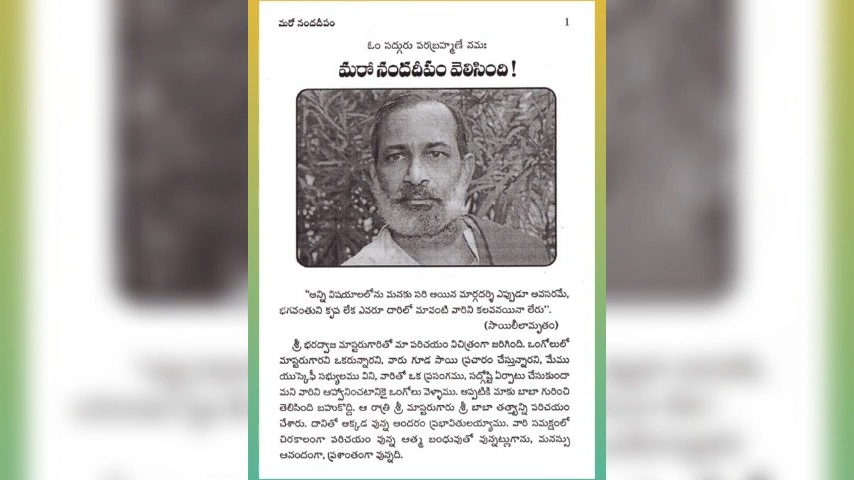 మరో నందదీపం
1
ఓం సద్గురు పరబ్రహ్మణే నమః
మరో నందదీపం వెలిసింది !
"అన్ని విషయాలలోను మనకు సరి అయిన మార్గదర్శి ఎప్పుడూ అవసరమే,
భగవంతుని కృప లేక ఎవరూ దారిలో మావంటి వారిని కలవనయినా లేరు".
(సాయిలీలామృతం)
శ్రీ భరద్వాజ మాస్టరుగారితో మా పరిచయం విచిత్రంగా జరిగింది. ఒంగోలులో
మాస్టరుగారని ఒకరున్నారని, వారు గూడ సాయి ప్రచారం చేస్తున్నారని, మేము
యుస్కెఫీ సభ్యులము విని, వారితో ఒక ప్రసంగము, సద్గోష్ఠి ఏర్పాటు చేసుకుందా
మని వారిని ఆహ్వానించటానికై ఒంగోలు వెళ్ళాము. అప్పటికి మాకు బాబా గురించి
తెలిసింది బహుకొద్ది. ఆ రాత్రి శ్రీ మాస్టరుగారు శ్రీ బాబా తత్త్వాన్ని పరిచయం
చేశారు. దానితో అక్కడ వున్న అందరం ప్రభావితులయ్యాము. వారి సమక్షంలో
చిరకాలంగా పరిచయం వున్న ఆత్మ బంధువుతో వున్నట్లుగాను, మనస్సు
ఆనందంగా, ప్రశాంతంగా వున్నది.